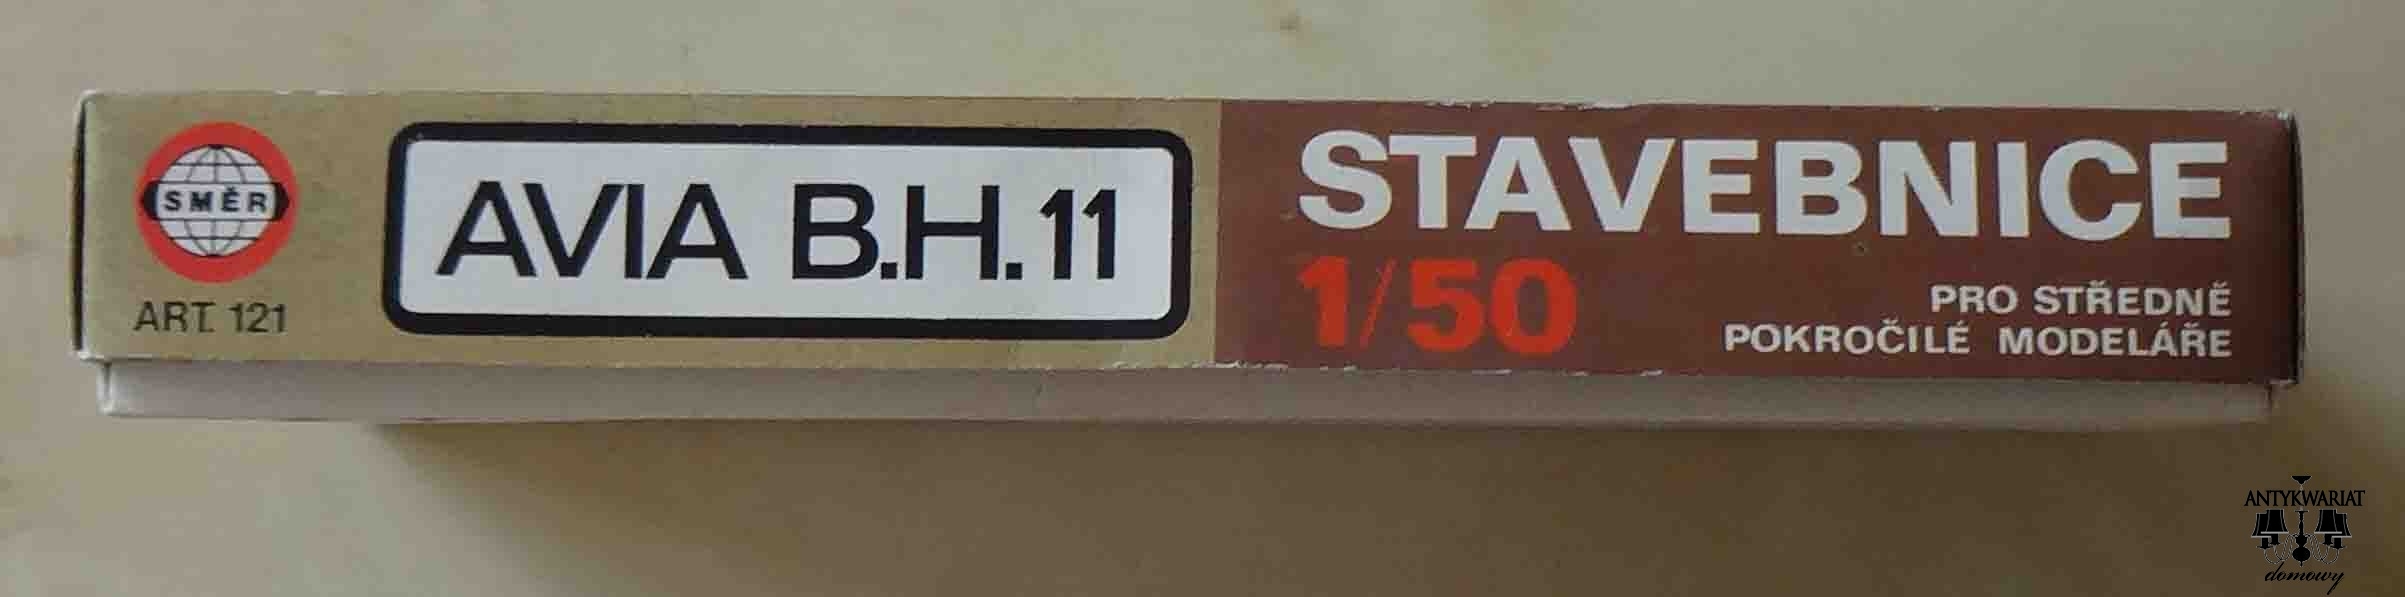 SMĚR
ART. 121
AVIA B.H.11
STAVEBNICE
1/50
PRO STŘEDNĚ
POKROČILÉ MODELÁŘE
ANTYKWARIAT
domowy